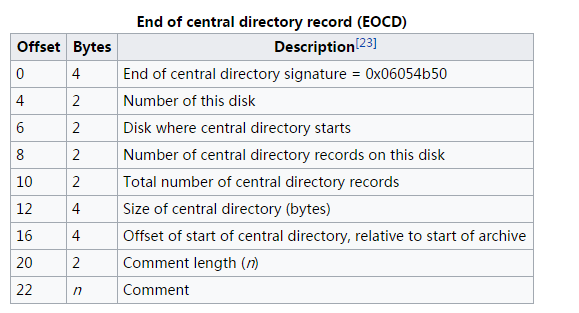 End of central directory record (EOCD)
Offset Bytes Description[23]
0 4 End of central directory signature = 0x06054b50
4 2 Number of this disk
6 2 Disk where central directory starts
8 2 Number of central directory records on this disk
10 2 Total number of central directory records
12 4 Size of central directory (bytes)
16 4 Offset of start of central directory, relative to start of archive
20 2 Comment length (n)
22 n Comment